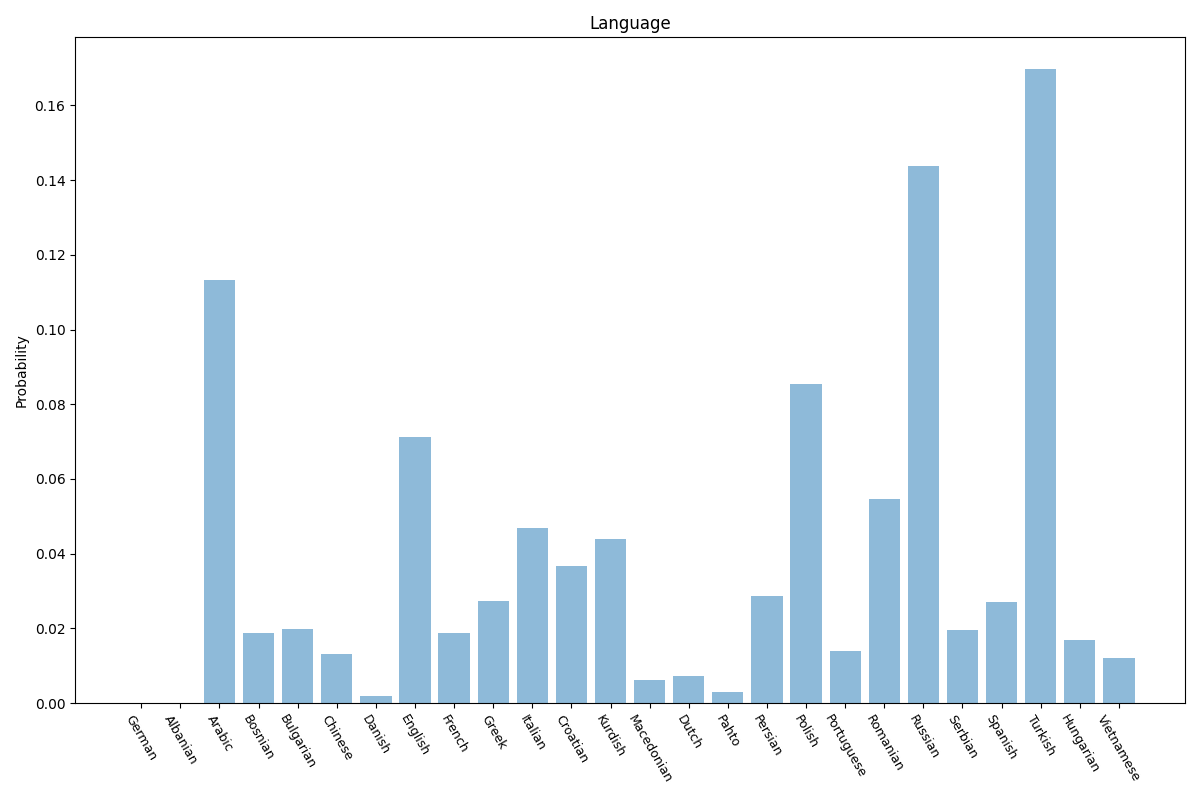 Language
Probability
0.16
0.14
0.12
0.10
0.08
0.06
0.04
0.02
0.00
German
Albanian
Arabic
Bosnian
Bulgarian
Chinese
Danish
English
French
Greek
Italian
Croatian
Kurdish
Macedonian
Dutch
Pahto
Persian
Polish
Portuguese
Romanian
Russian
Serbian
Spanish
Turkish
Hungarian
Vietnamese